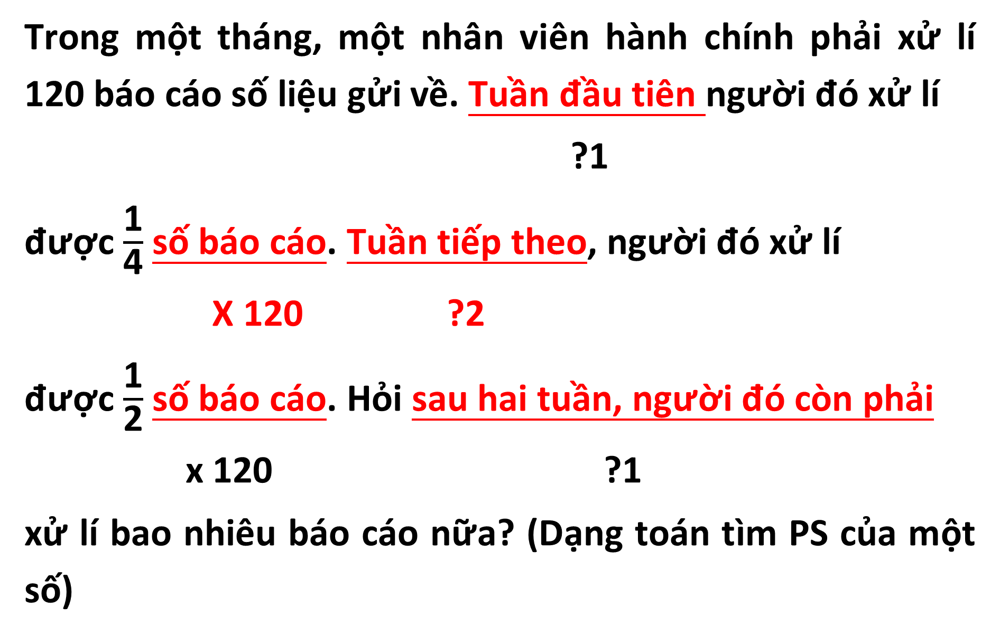 Trong một tháng, một nhân viên hành chính phải xử lí
120 báo cáo số liệu gửi về. Tuần đầu tiên người đó xử lí
?1
được 1/4 số báo cáo. Tuần tiếp theo, người đó xử lí
X 120 ?2
được 1/2 số báo cáo. Hỏi sau hai tuần, người đó còn phải
x 120 ?1
xử lí bao nhiêu báo cáo nữa? (Dạng toán tìm PS của một
số)